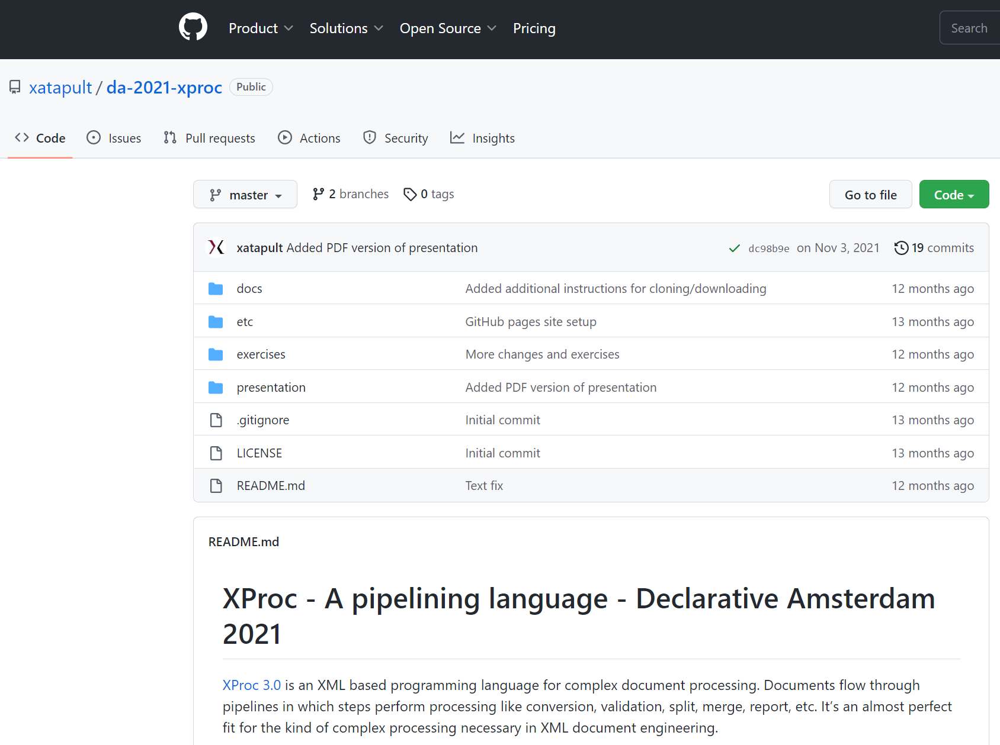 Product Solutions Open Source Pricing Search
xatapult / da-2021-xproc Public
Code Issues Pull requests Actions Security Insights
master 2 branches 0 tags Go to file Code
xatapult Added PDF version of presentation dc98b9e on Nov 3, 2021 19 commits
docs Added additional instructions for cloning/downloading 12 months ago
etc GitHub pages site setup 13 months ago
exercises More changes and exercises 12 months ago
presentation Added PDF version of presentation 12 months ago
.gitignore Initial commit 13 months ago
LICENSE Initial commit 13 months ago
README.md Text fix 12 months ago
README.md
XProc - A pipelining language - Declarative Amsterdam
2021
XProc 3.0 is an XML based programming language for complex document processing. Documents flow through
pipelines in which steps perform processing like conversion, validation, split, merge, report, etc. It’s an almost perfect
fit for the kind of complex processing necessary in XML document engineering.